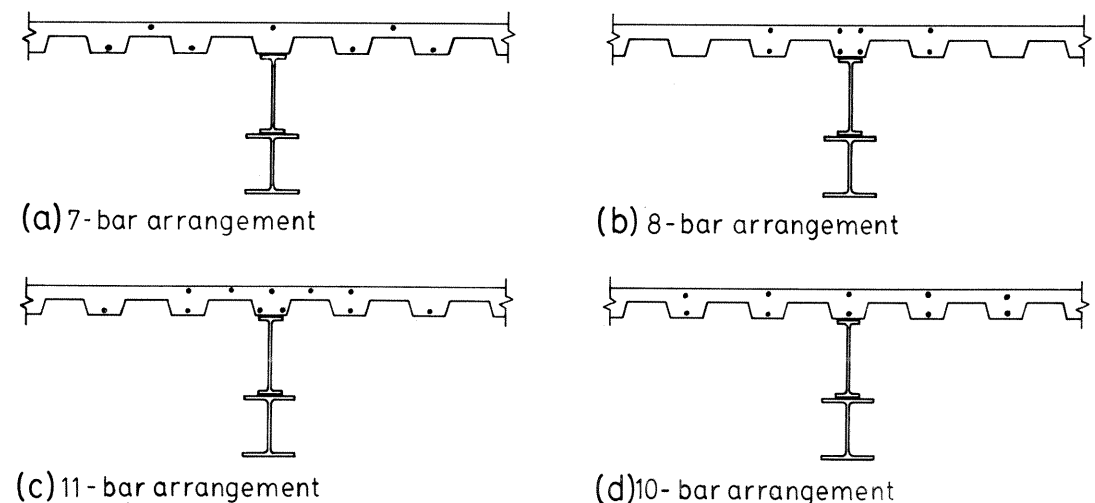 (a) 7-bar arrangement
(b) 8-bar arrangement
(c) 11-bar arrangement
(d) 10- bar arrangement